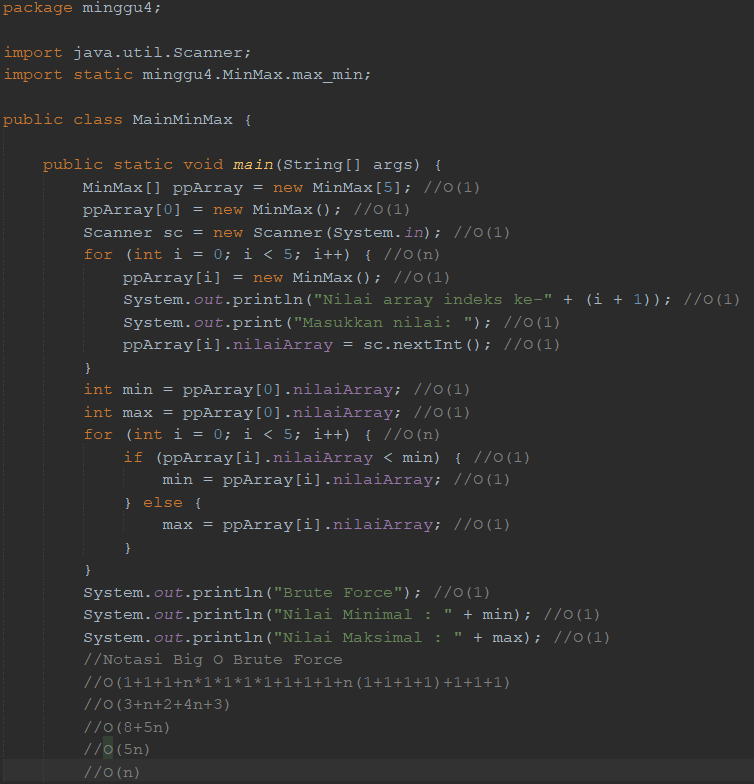 package minggu4;
import java.util.Scanner;
import static minggu4.MinMax.max_min;
public class MainMinMax {
public static void main(String[] args) {
MinMax[] ppArray = new MinMax[5]; //O(1)
ppArray[0] = new MinMax(); //O(1)
Scanner sc = new Scanner(System.in); //O(1)
for (int i = 0; i < 5; i++) { //O(n)
ppArray[i] = new MinMax(); //O(1)
System.out.println("Nilai array indeks ke-" + (i + 1)); //O(1)
System.out.print("Masukkan nilai: "); //O(1)
ppArray[i].nilaiArray = sc.nextInt(); //O(1)
}
int min = ppArray[0].nilaiArray; //O(1)
int max = ppArray[0].nilaiArray; //O(1)
for (int i = 0; i < 5; i++) { //O(n)
if (ppArray[i].nilaiArray < min) { //O(1)
min = ppArray[i].nilaiArray; //O(1)
} else {
max = ppArray[i].nilaiArray; //O(1)
}
}
System.out.println("Brute Force"); //O(1)
System.out.println("Nilai Minimal : " + min); //O(1)
System.out.println("Nilai Maksimal : " + max); //O(1)
//Notasi Big O Brute Force
//O(1+1+1+n*1*1*1*1+1+1+1+n(1+1+1+1)+1+1+1)
//O(3+n+2+4n+3)
//O(8+5n)
//O(5n)
//O(n)